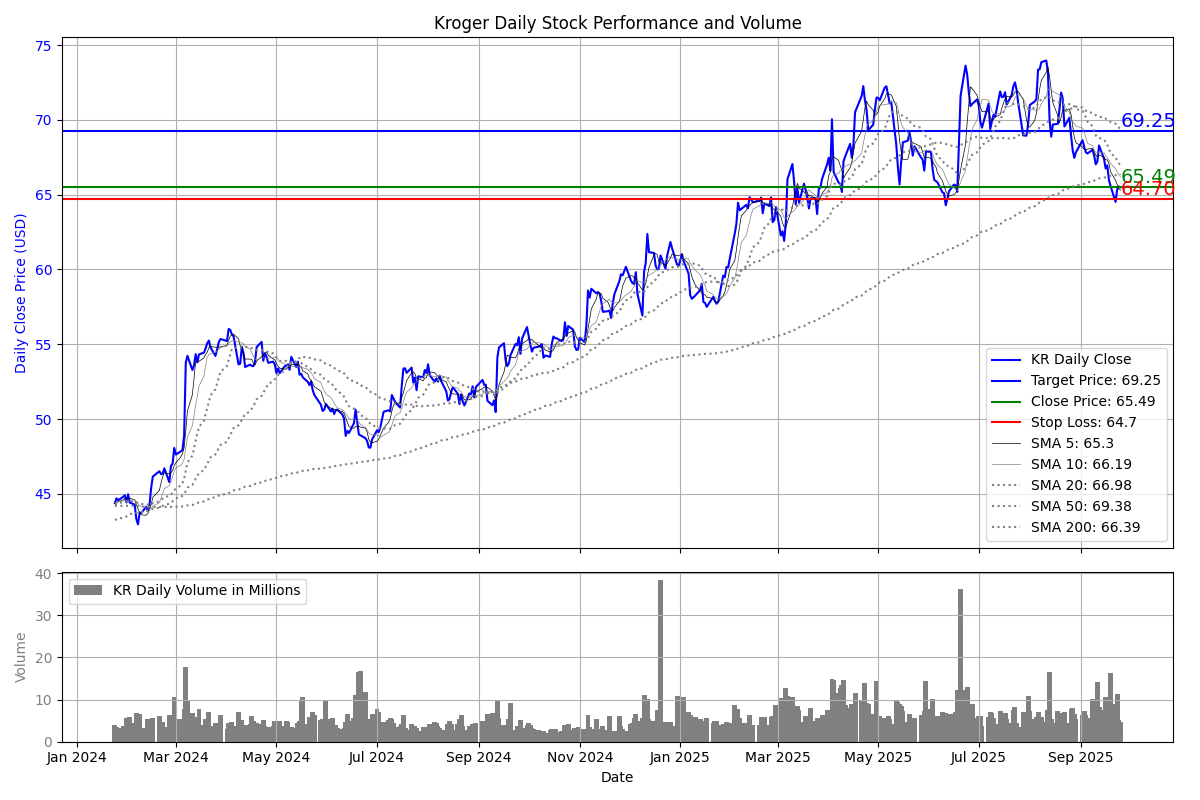 Kroger Daily Stock Performance and Volume
Daily Close Price (USD)
75
70
65
60
55
50
45
69.25
65.49
64.70
KR Daily Close
Target Price: 69.25
Close Price: 65.49
Stop Loss: 64.7
SMA 5: 65.3
SMA 10: 66.19
SMA 20: 66.98
SMA 50: 69.38
SMA 200: 66.39
Volume
40
30
20
10
0
KR Daily Volume in Millions
Jan 2024 Mar 2024 May 2024 Jul 2024 Sep 2024 Nov 2024 Jan 2025 Mar 2025 May 2025 Jul 2025 Sep 2025
Date